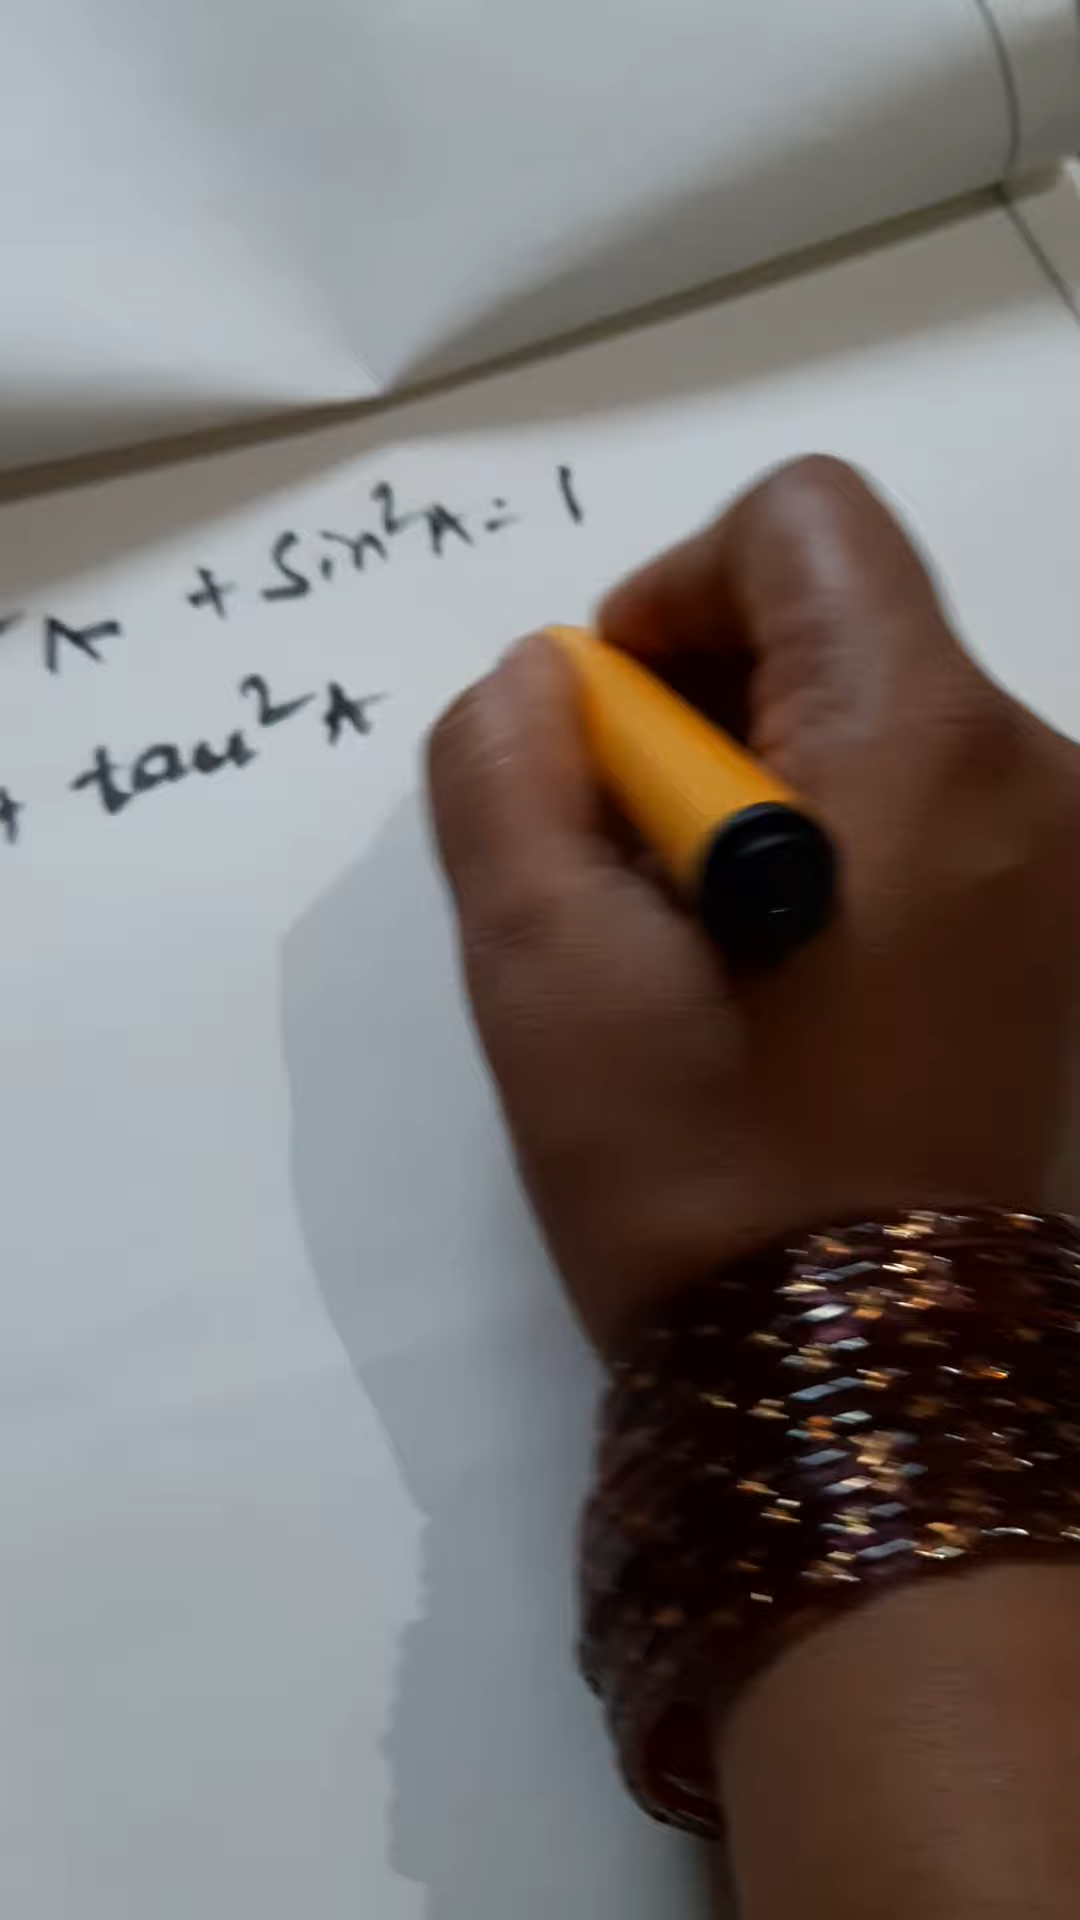 A + Sin²A = 1
+ tan²A